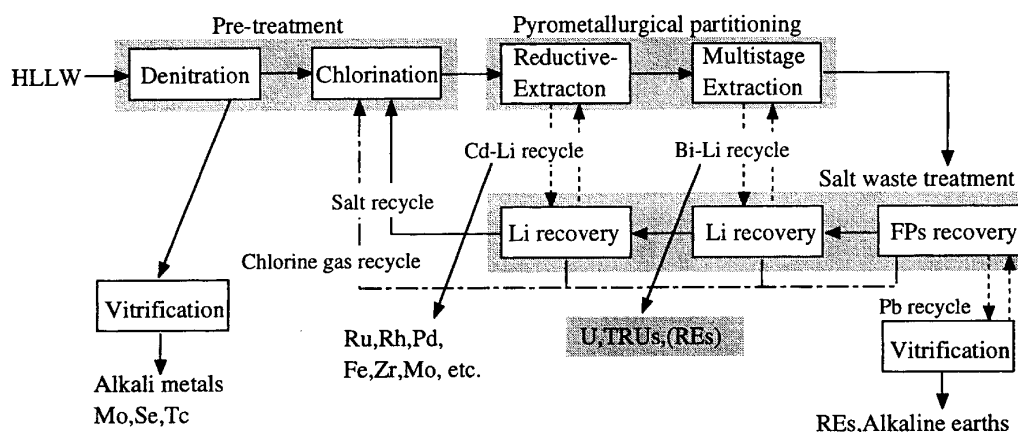 Pre-treatment
Pyrometallurgical partitioning
HLLW
Denitration
Chlorination
Reductive-
Extracton
Multistage
Extraction
Cd-Li recycle
Bi-Li recycle
Salt waste treatment
Salt recycle
Li recovery
Li recovery
FPs recovery
Chlorine gas recycle
Vitrification
Pb recycle
Ru,Rh,Pd,
Fe,Zr,Mo, etc.
U,TRUs,(REs)
Vitrification
Alkali metals
Mo,Se,Tc
REs,Alkaline earths